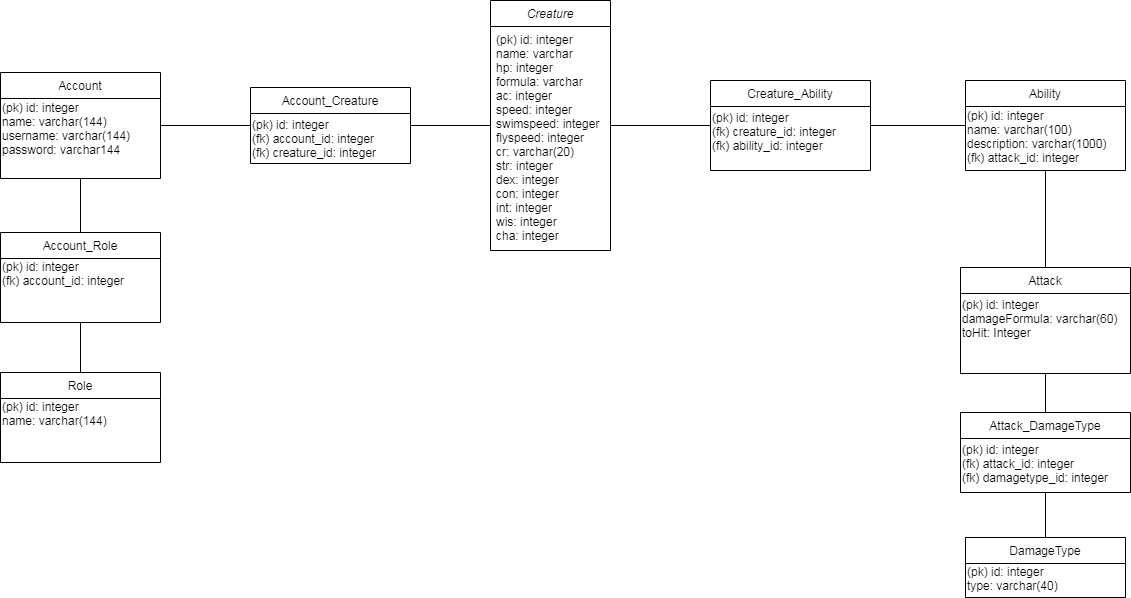 Creature
(pk) id: integer
name: varchar
hp: integer
formula: varchar
ac: integer
speed: integer
swimspeed: integer
flyspeed: integer
cr: varchar(20)
str: integer
dex: integer
con: integer
int: integer
wis: integer
cha: integer
Account
(pk) id: integer
name: varchar(144)
username: varchar(144)
password: varchar144
Account_Creature
(pk) id: integer
(fk) account_id: integer
(fk) creature_id: integer
Creature_Ability
(pk) id: integer
(fk) creature_id: integer
(fk) ability_id: integer
Ability
(pk) id: integer
name: varchar(100)
description: varchar(1000)
(fk) attack_id: integer
Account_Role
(pk) id: integer
(fk) account_id: integer
Attack
(pk) id: integer
damageFormula: varchar(60)
toHit: Integer
Role
(pk) id: integer
name: varchar(144)
Attack_DamageType
(pk) id: integer
(fk) attack_id: integer
(fk) damagetype_id: integer
DamageType
(pk) id: integer
type: varchar(40)